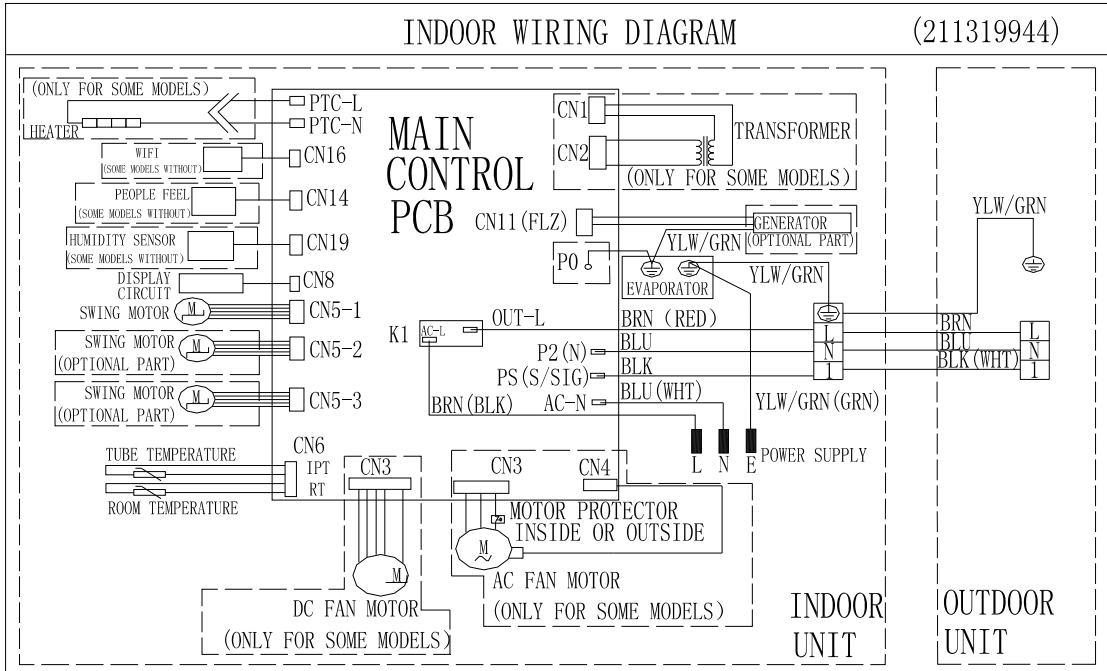 INDOOR WIRING DIAGRAM
(211319944)
(ONLY FOR SOME MODELS)
HEATER
PTC-L
PTC-N
WIFI
(SOME MODELS WITHOUT)
CN16
PEOPLE FEEL
(SOME MODELS WITHOUT)
CN14
HUMIDITY SENSOR
(SOME MODELS WITHOUT)
CN19
DISPLAY
CIRCUIT
CN8
SWING MOTOR
M
CN5-1
SWING MOTOR
(OPTIONAL PART)
M
CN5-2
SWING MOTOR
(OPTIONAL PART)
M
CN5-3
TUBE TEMPERATURE
ROOM TEMPERATURE
CN6
IPT
RT
MAIN
CONTROL
PCB
CN1
CN2
TRANSFORMER
(ONLY FOR SOME MODELS)
CN11(FLZ)
GENERATOR
(OPTIONAL PART)
YLW/GRN
P0
EVAPORATOR
YLW/GRN
K1
AC-L
OUT-L
BRN (RED)
P2(N)
BLU
PS(S/SIG)
BLK
AC-N
BLU(WHT)
BRN(BLK)
L
N
1
YLW/GRN(GRN)
L
N
E
POWER SUPPLY
CN3
M
DC FAN MOTOR
(ONLY FOR SOME MODELS)
CN3
CN4
MOTOR PROTECTOR
INSIDE OR OUTSIDE
M
~
AC FAN MOTOR
(ONLY FOR SOME MODELS)
INDOOR
UNIT
YLW/GRN
BRN
BLU
BLK(WHT)
L
N
1
OUTDOOR
UNIT